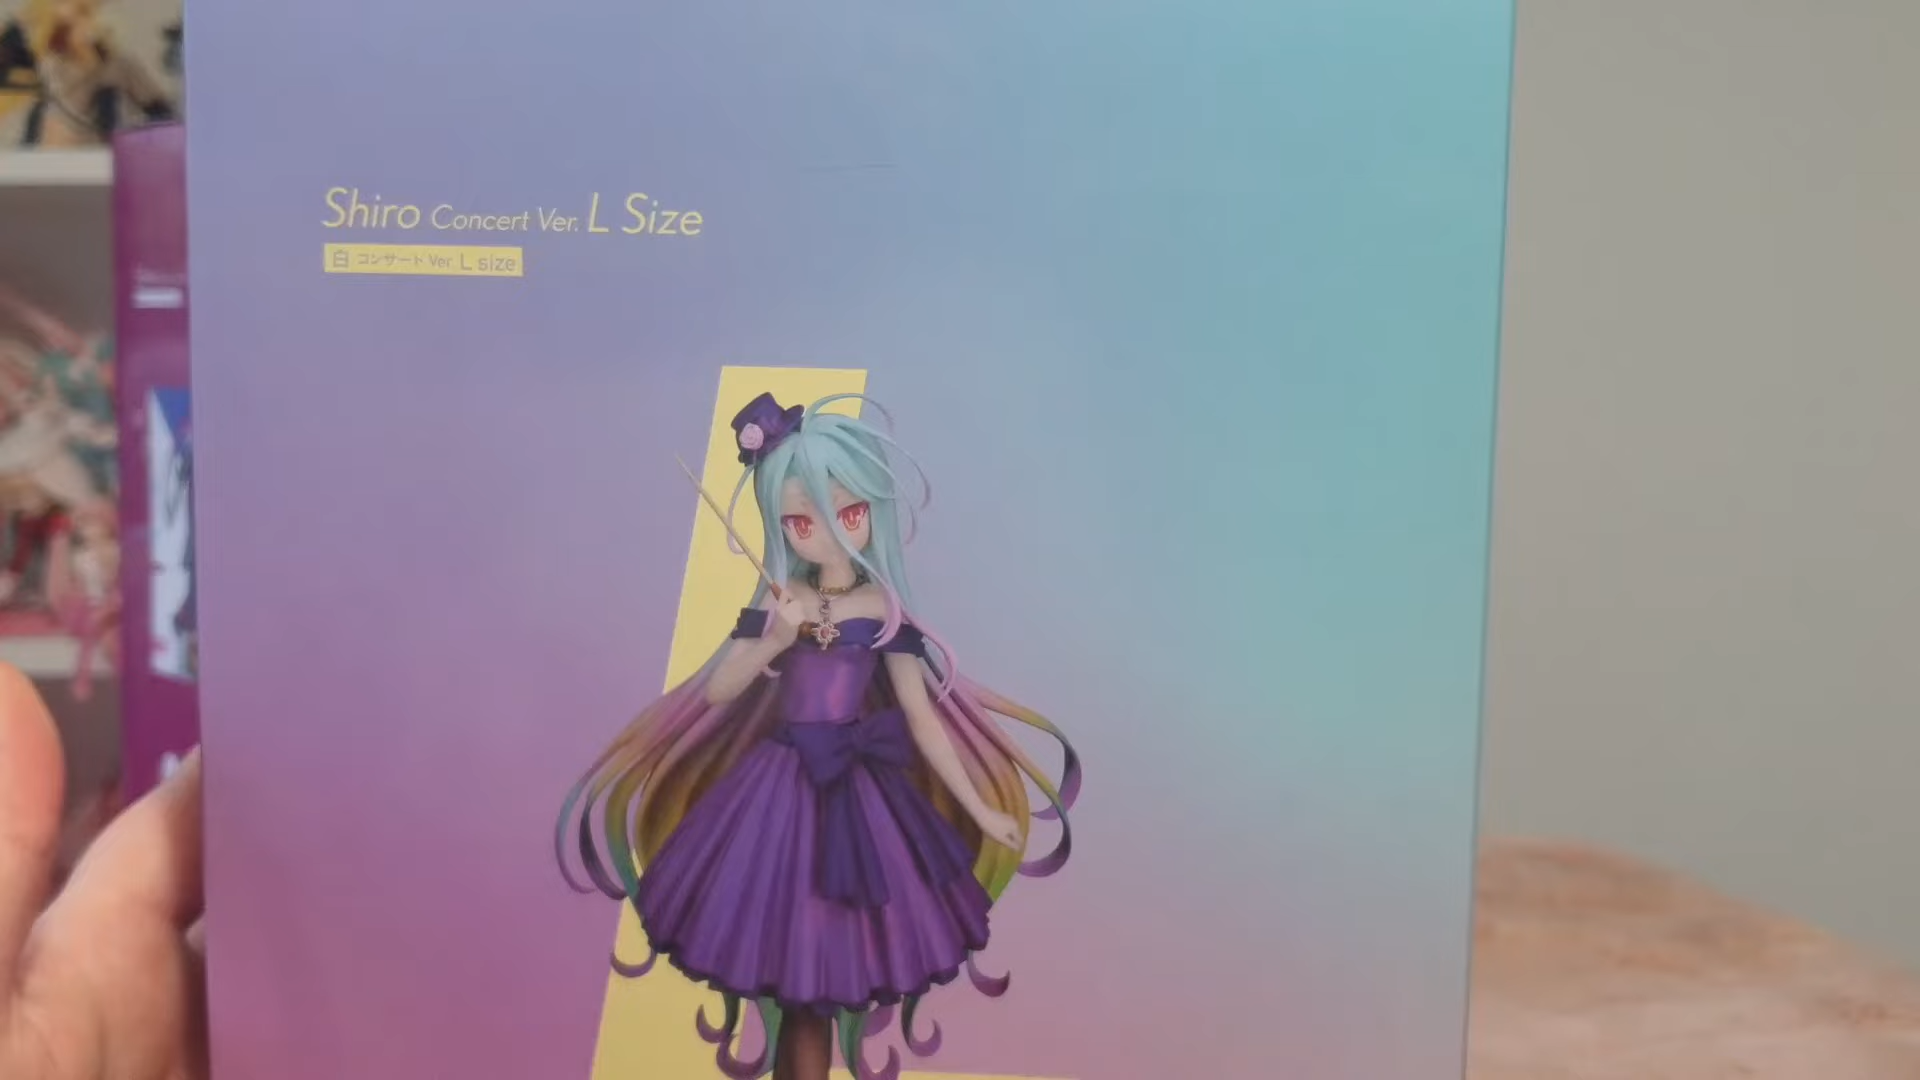 Shiro Concert Ver. L Size
白 コンサート Ver. L size